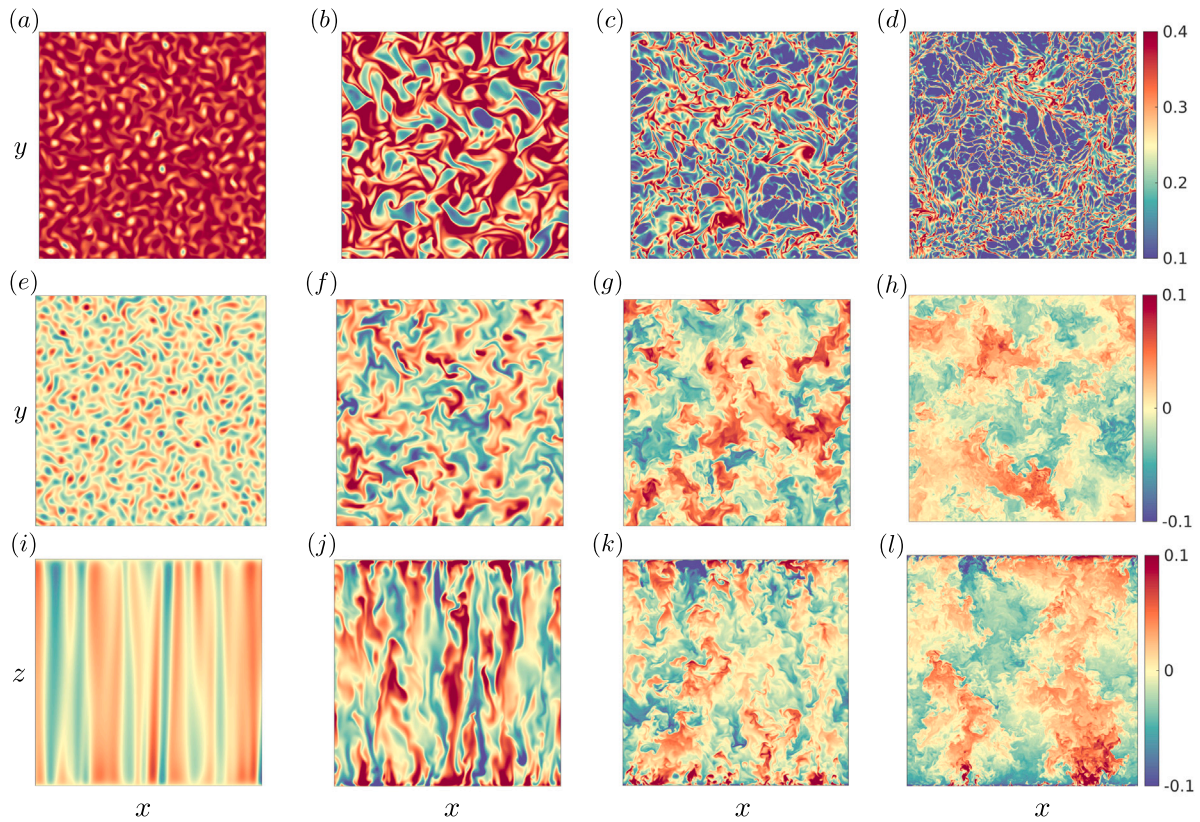 (a) (b) (c) (d)
0.4
0.3
y
0.2
0.1
(e) (f) (g) (h)
0.1
y
0
-0.1
(i) (j) (k) (l)
0.1
z
0
-0.1
x x x x